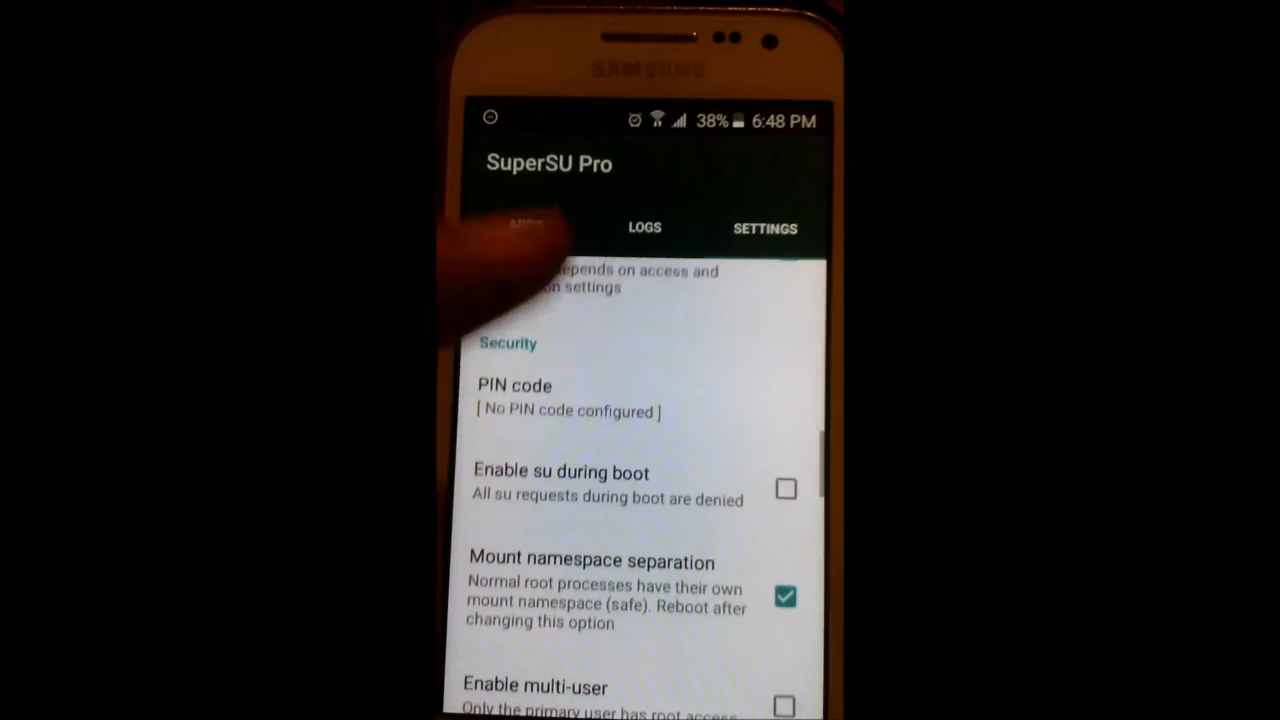 SAMSUNG
38% 6:48 PM
SuperSU Pro
APPS LOGS SETTINGS
depends on access and
on settings
Security
PIN code
[ No PIN code configured ]
Enable su during boot
All su requests during boot are denied
Mount namespace separation
Normal root processes have their own
mount namespace (safe). Reboot after
changing this option
Enable multi-user
Only the primary user has root access